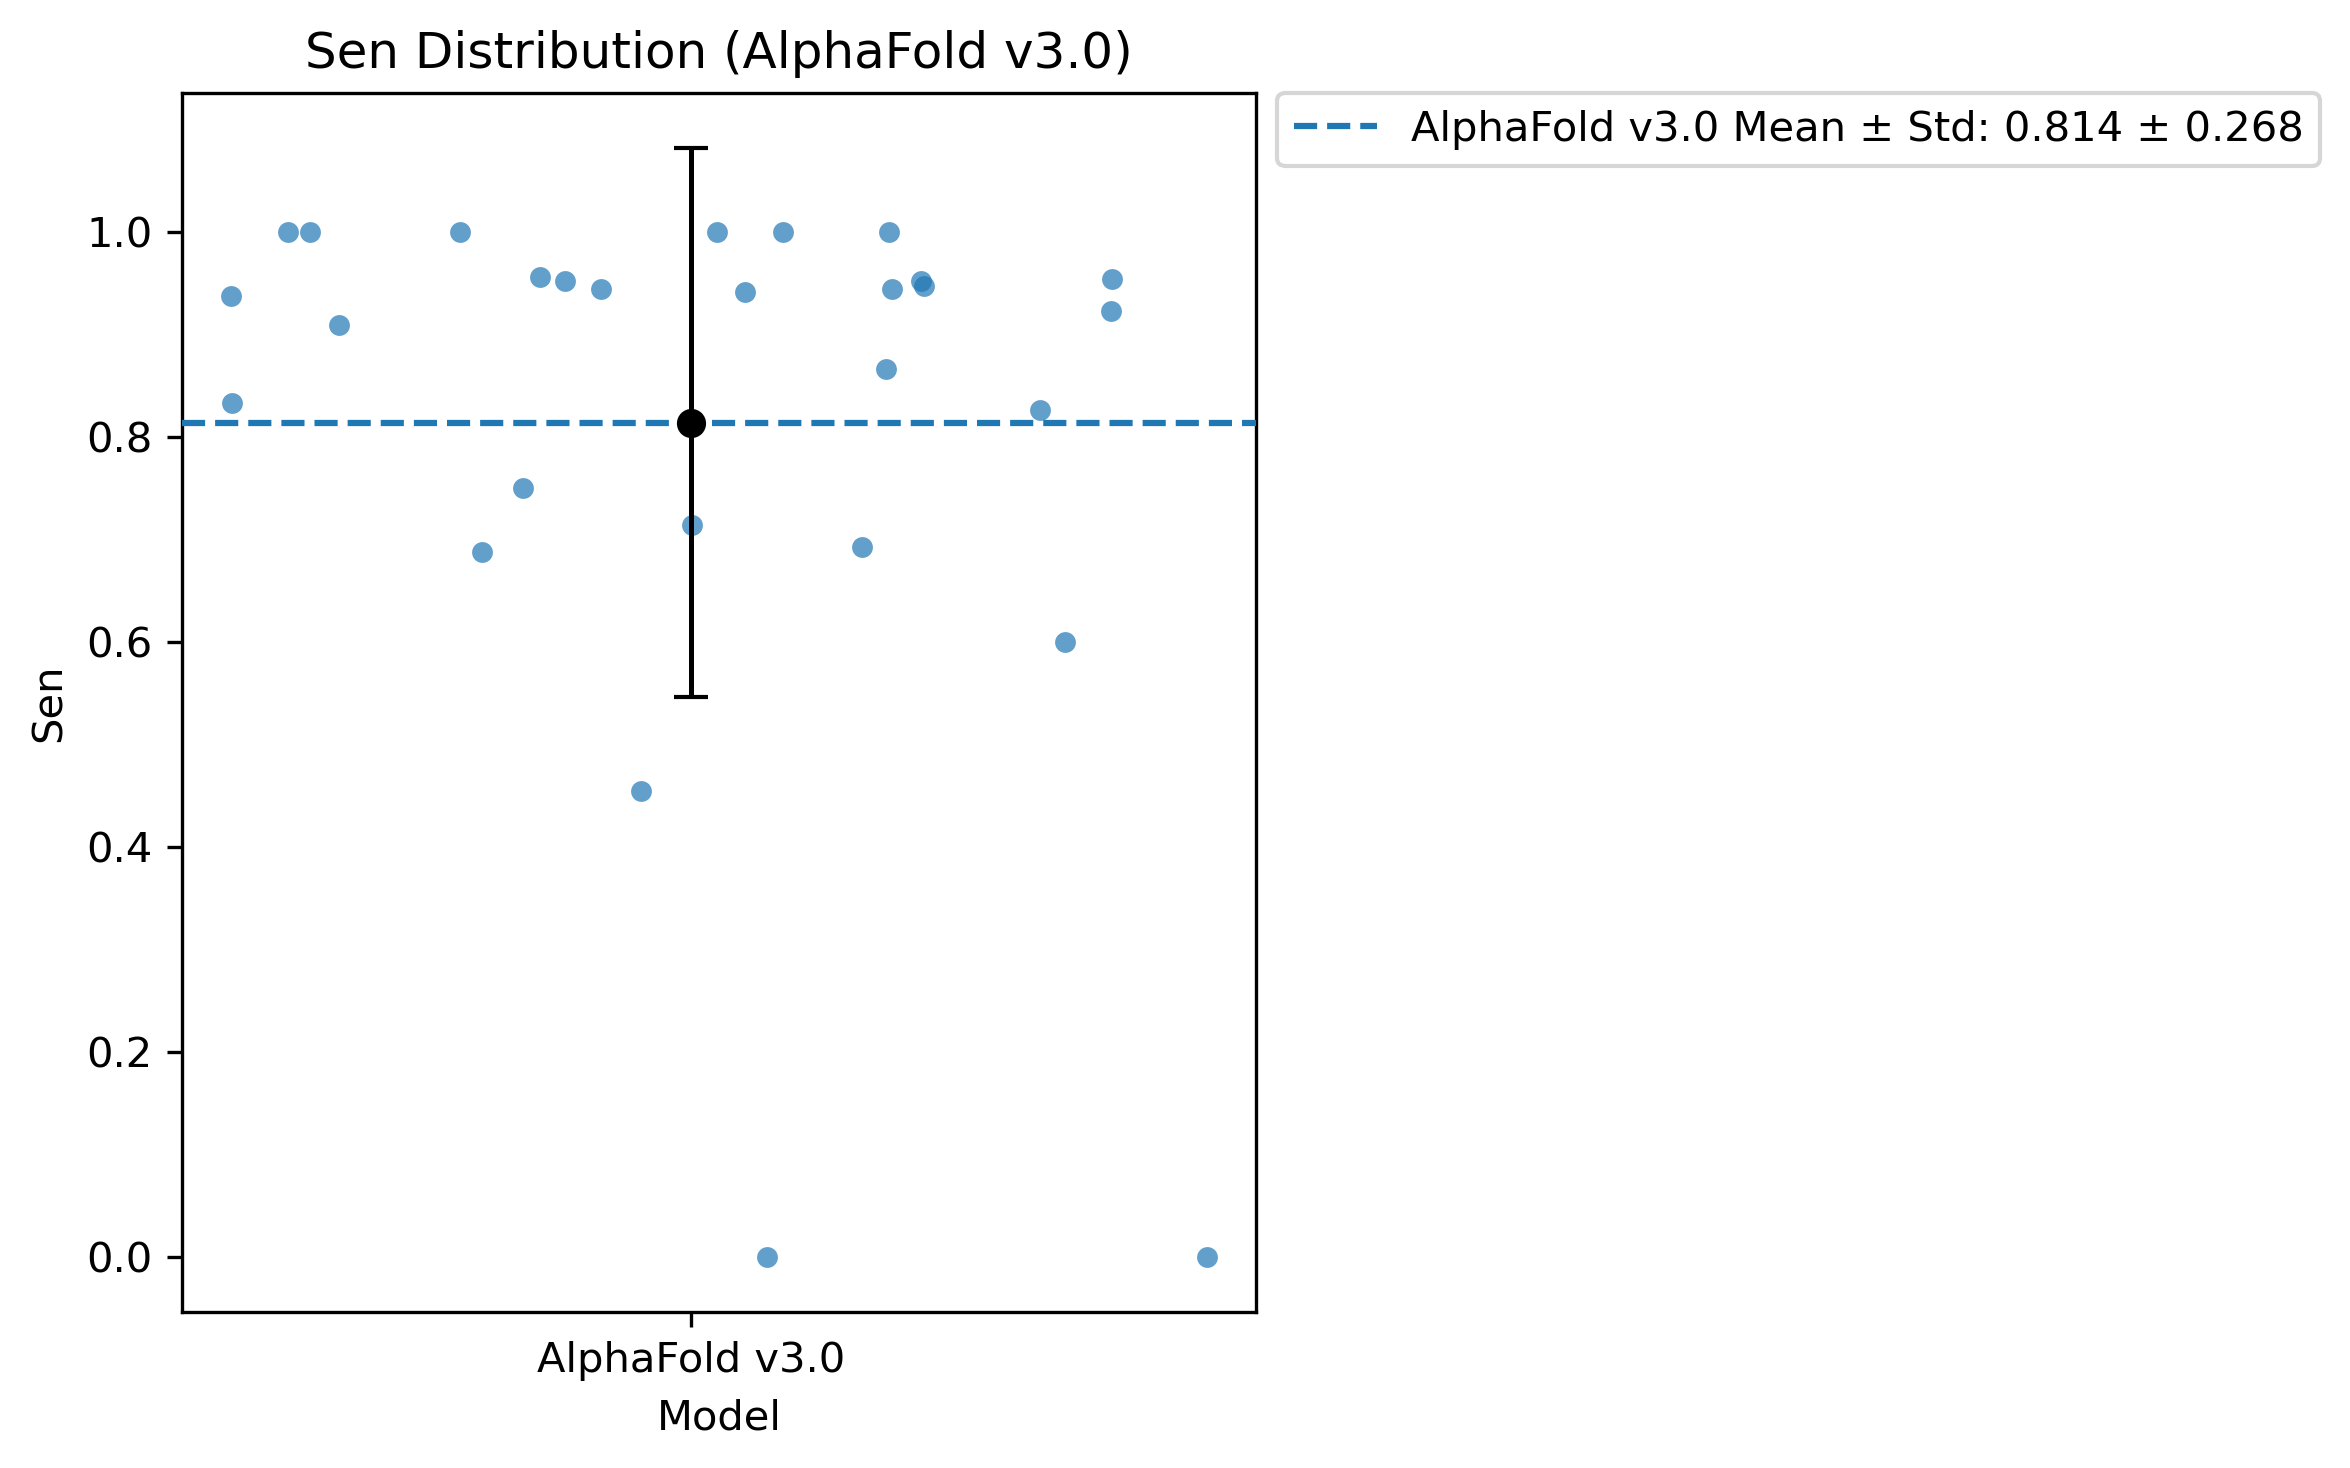 Sen Distribution (AlphaFold v3.0)
AlphaFold v3.0 Mean ± Std: 0.814 ± 0.268
1.0
0.8
0.6
0.4
0.2
0.0
Sen
AlphaFold v3.0
Model